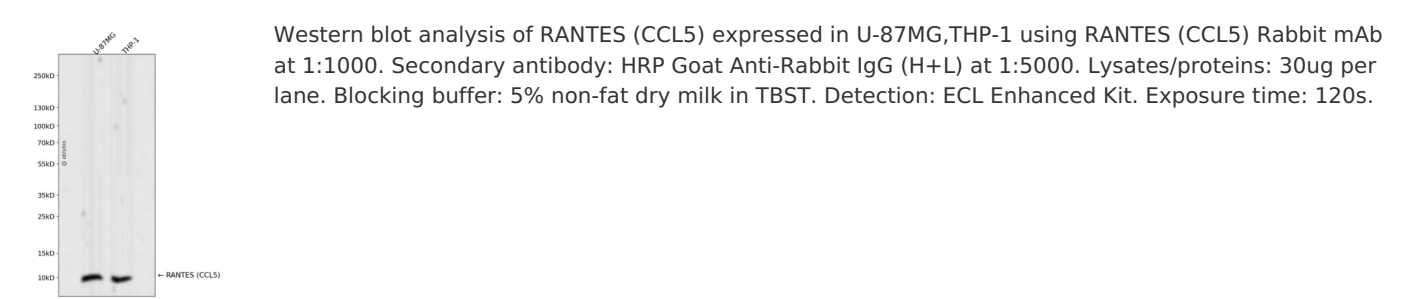 U-87MG
THP-1
250kD
130kD
100kD
70kD
55kD
35kD
25kD
15kD
10kD
← RANTES (CCL5)
Western blot analysis of RANTES (CCL5) expressed in U-87MG,THP-1 using RANTES (CCL5) Rabbit mAb
at 1:1000. Secondary antibody: HRP Goat Anti-Rabbit IgG (H+L) at 1:5000. Lysates/proteins: 30ug per
lane. Blocking buffer: 5% non-fat dry milk in TBST. Detection: ECL Enhanced Kit. Exposure time: 120s.